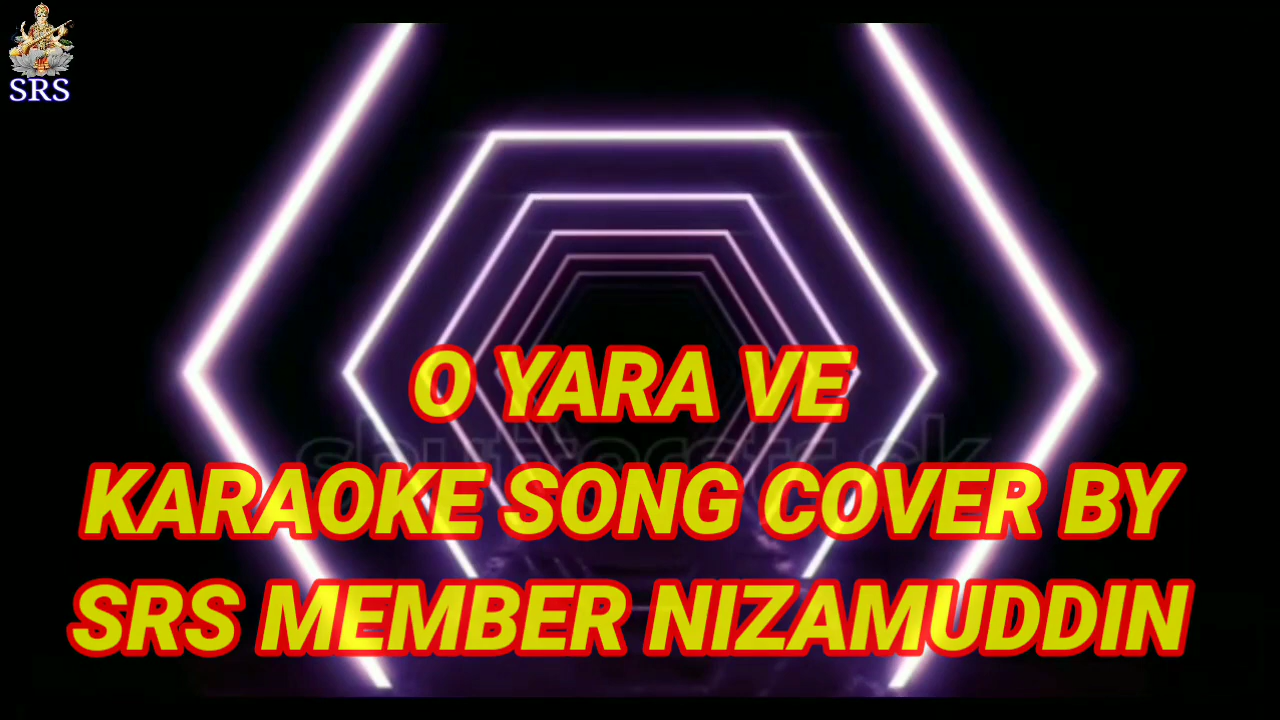 SRS
O YARA VE
KARAOKE SONG COVER BY
SRS MEMBER NIZAMUDDIN